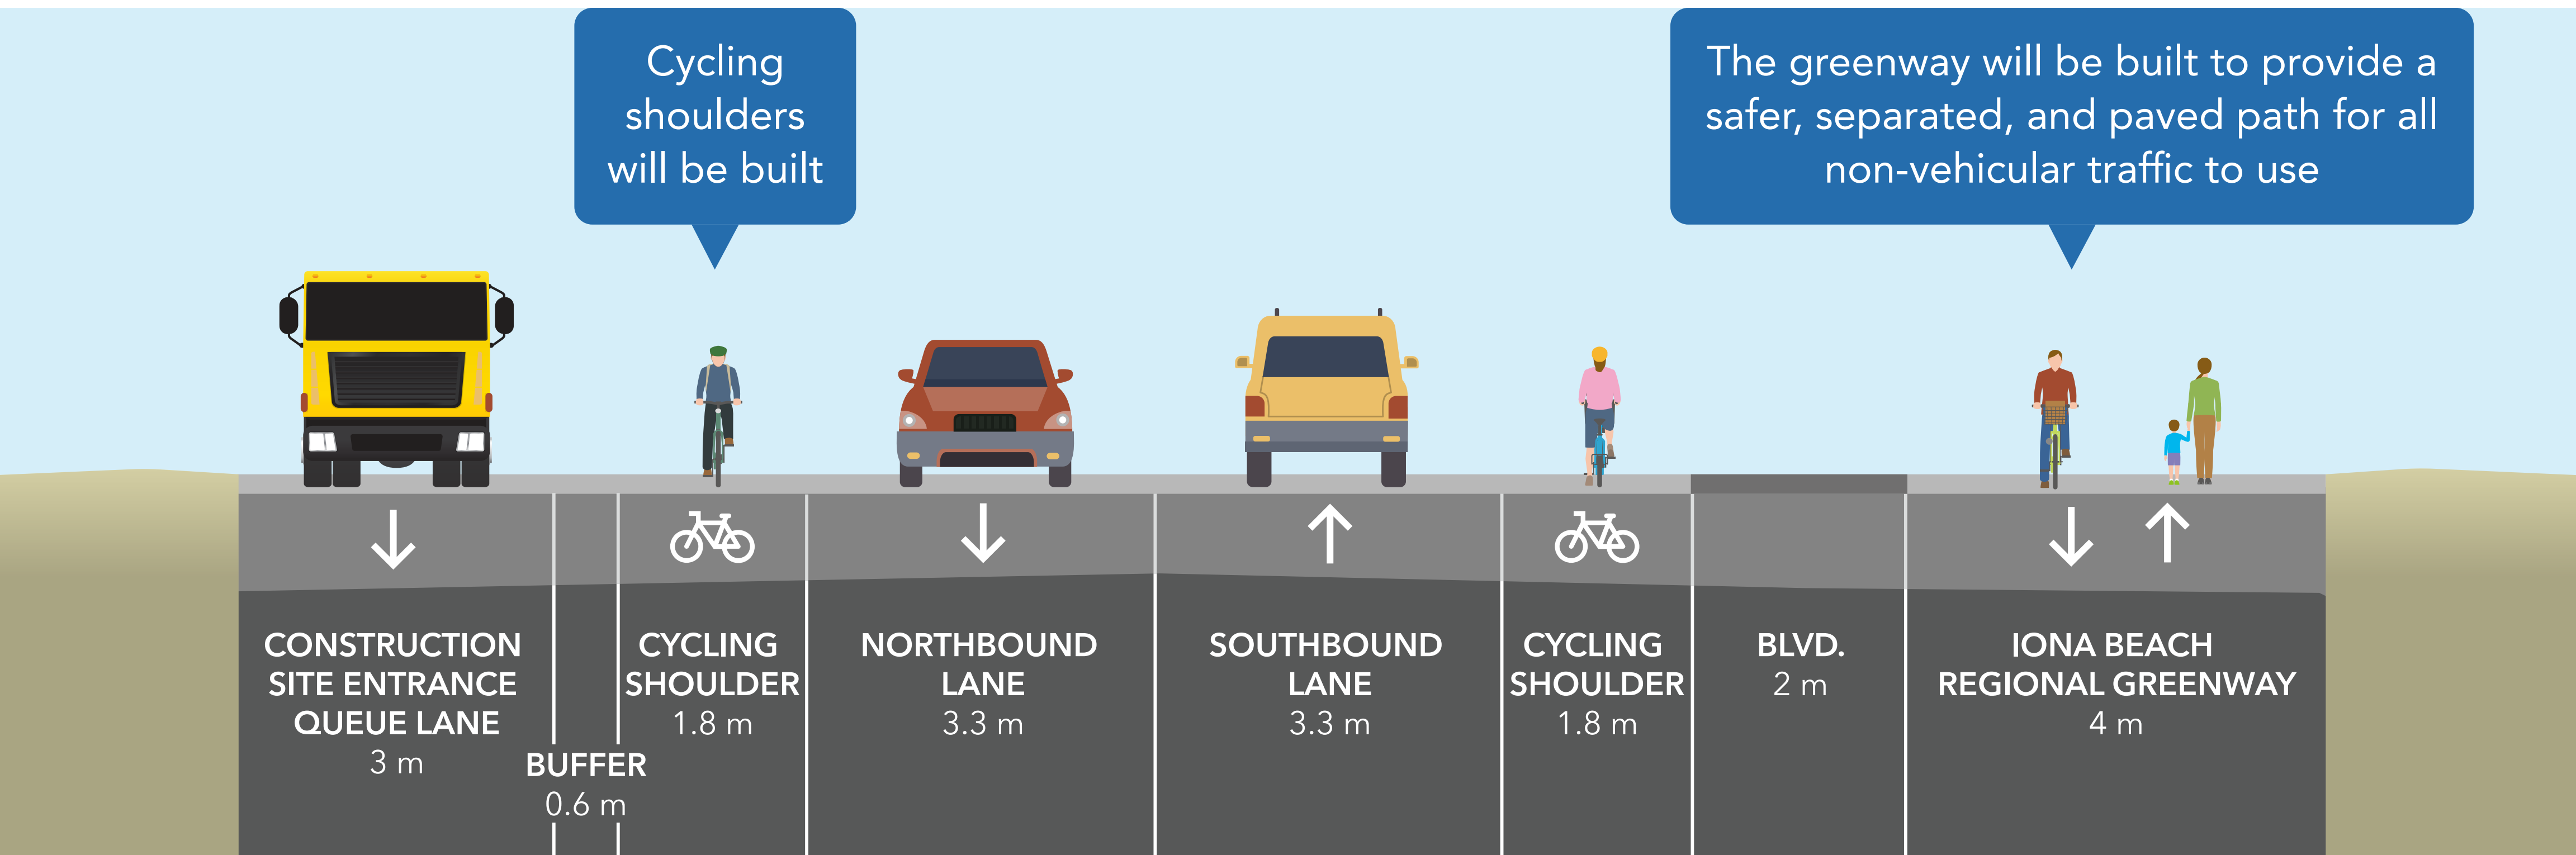 Cycling
shoulders
will be built
The greenway will be built to provide a
safer, separated, and paved path for all
non-vehicular traffic to use
CONSTRUCTION
SITE ENTRANCE
QUEUE LANE
3 m
BUFFER
0.6 m
CYCLING
SHOULDER
1.8 m
NORTHBOUND
LANE
3.3 m
SOUTHBOUND
LANE
3.3 m
CYCLING
SHOULDER
1.8 m
BLVD.
2 m
IONA BEACH
REGIONAL GREENWAY
4 m